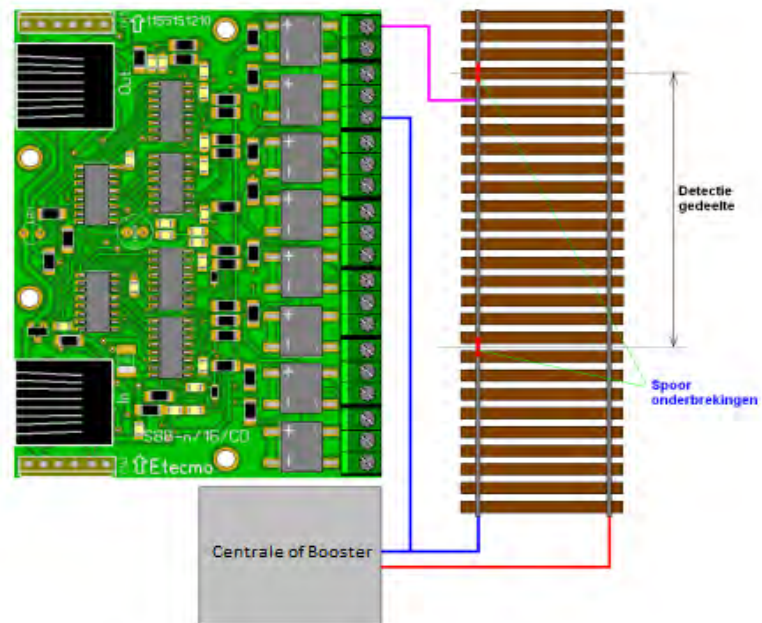 1155151210
Out
In
S88-n/16/CD
Etecmo
Centrale of Booster
Detectie
gedeelte
Spoor
onderbrekingen